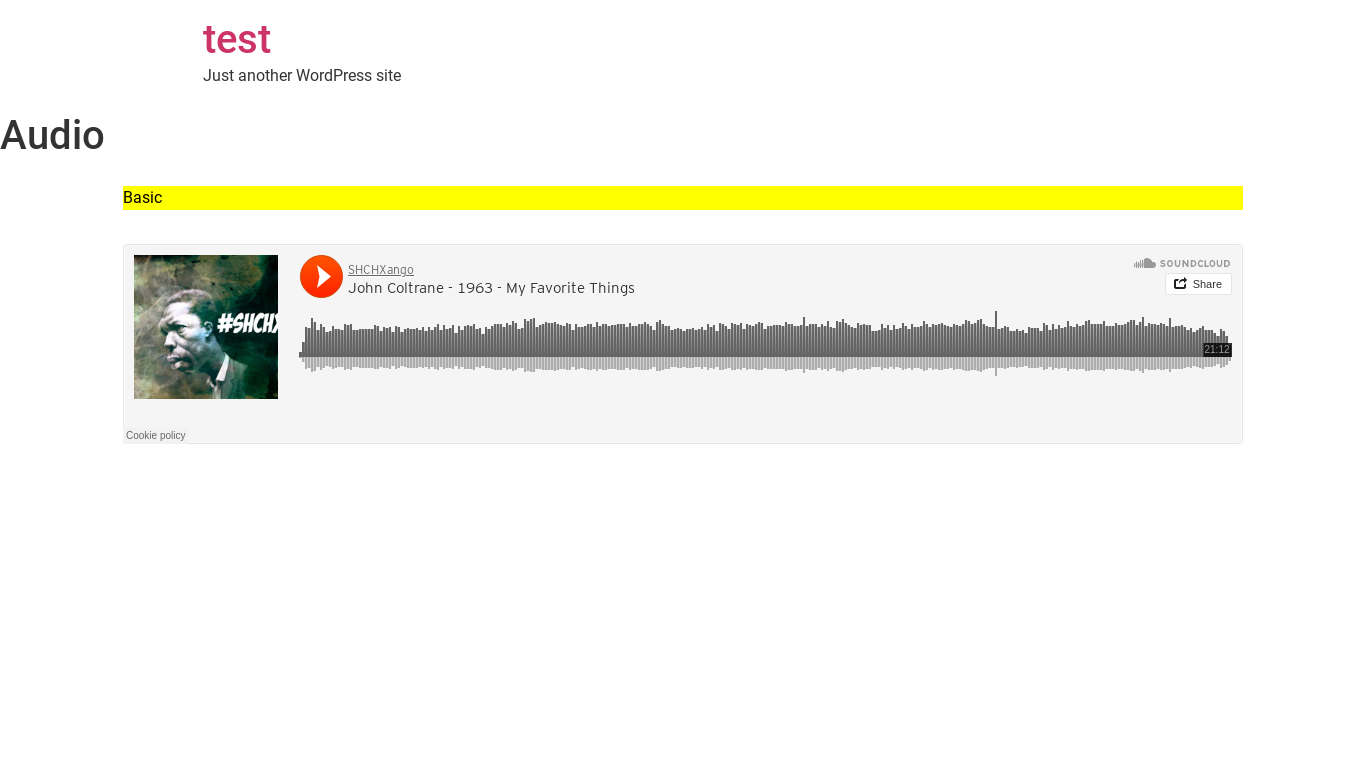 test
Just another WordPress site
Audio
Basic
SHCHXango
John Coltrane - 1963 - My Favorite Things
SOUNDCLOUD
Share
#SHCHX
21:12
Cookie policy